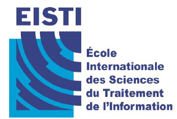 EISTI
École
Internationale
des Sciences
du Traitement
de l'Information